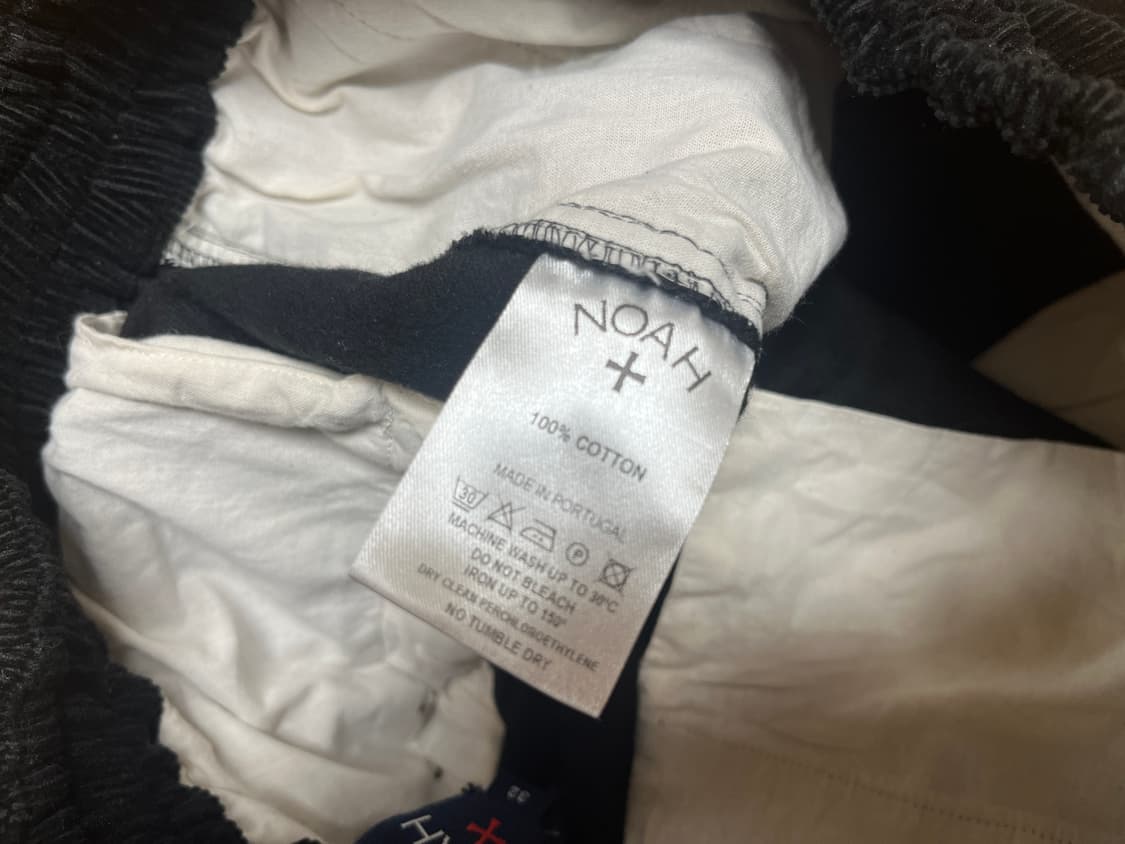 NOAH
100% COTTON
MADE IN PORTUGAL
30
P
MACHINE WASH UP TO 30°C
DO NOT BLEACH
IRON UP TO 150°
DRY CLEAN PERCHLOROETHYLENE
NO TUMBLE DRY